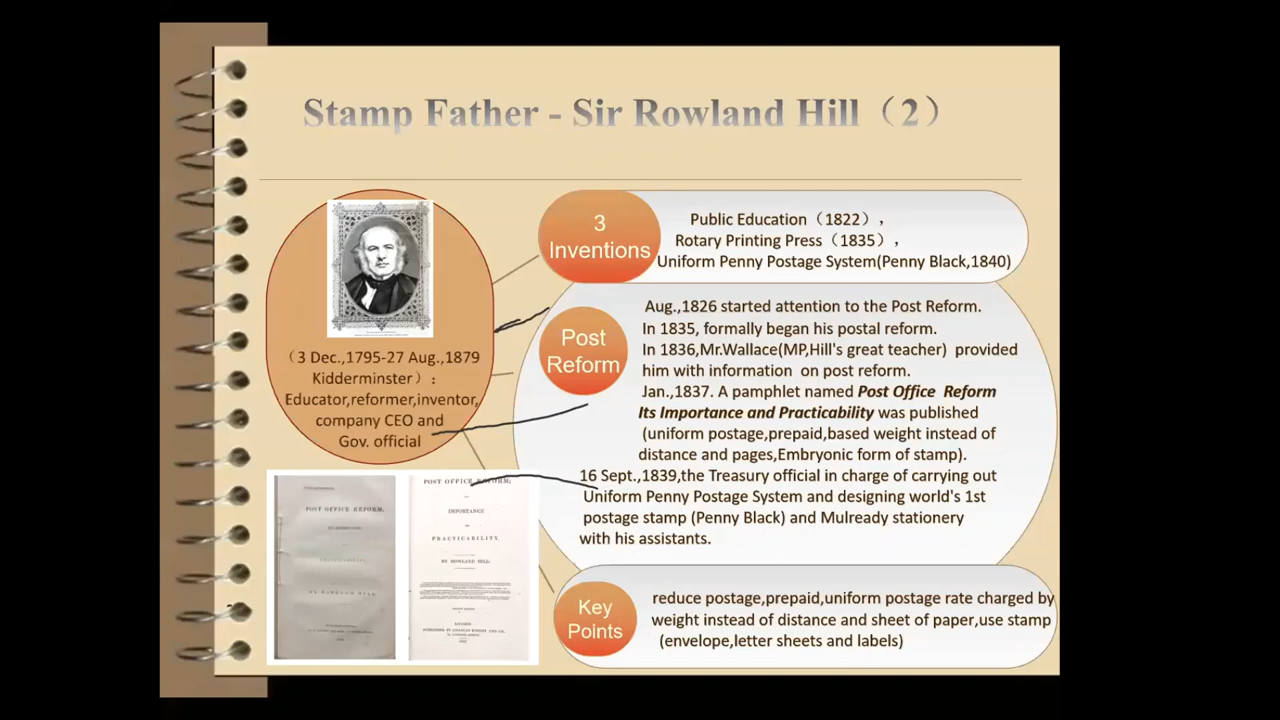 Stamp Father - Sir Rowland Hill（2）
（3 Dec.,1795-27 Aug.,1879
Kidderminster）:
Educator,reformer,inventor,
company CEO and
Gov. official
3
Inventions
Public Education（1822）,
Rotary Printing Press（1835）,
Uniform Penny Postage System(Penny Black,1840)
Post
Reform
Aug.,1826 started attention to the Post Reform.
In 1835, formally began his postal reform.
In 1836,Mr.Wallace(MP,Hill's great teacher) provided
him with information on post reform.
Jan.,1837. A pamphlet named Post Office Reform
Its Importance and Practicability was published
(uniform postage,prepaid,based weight instead of
distance and pages,Embryonic form of stamp).
16 Sept.,1839,the Treasury official in charge of carrying out
Uniform Penny Postage System and designing world's 1st
postage stamp (Penny Black) and Mulready stationery
with his assistants.
POST OFFICE REFORM,
PRACTICABILITY.
BY ROWLAND HILL.
POST OFFICE REFORM;
IMPORTANCE
PRACTICABILITY.
BY ROWLAND HILL.
LONDON:
Key
Points
reduce postage,prepaid,uniform postage rate charged by
weight instead of distance and sheet of paper,use stamp
(envelope,letter sheets and labels)